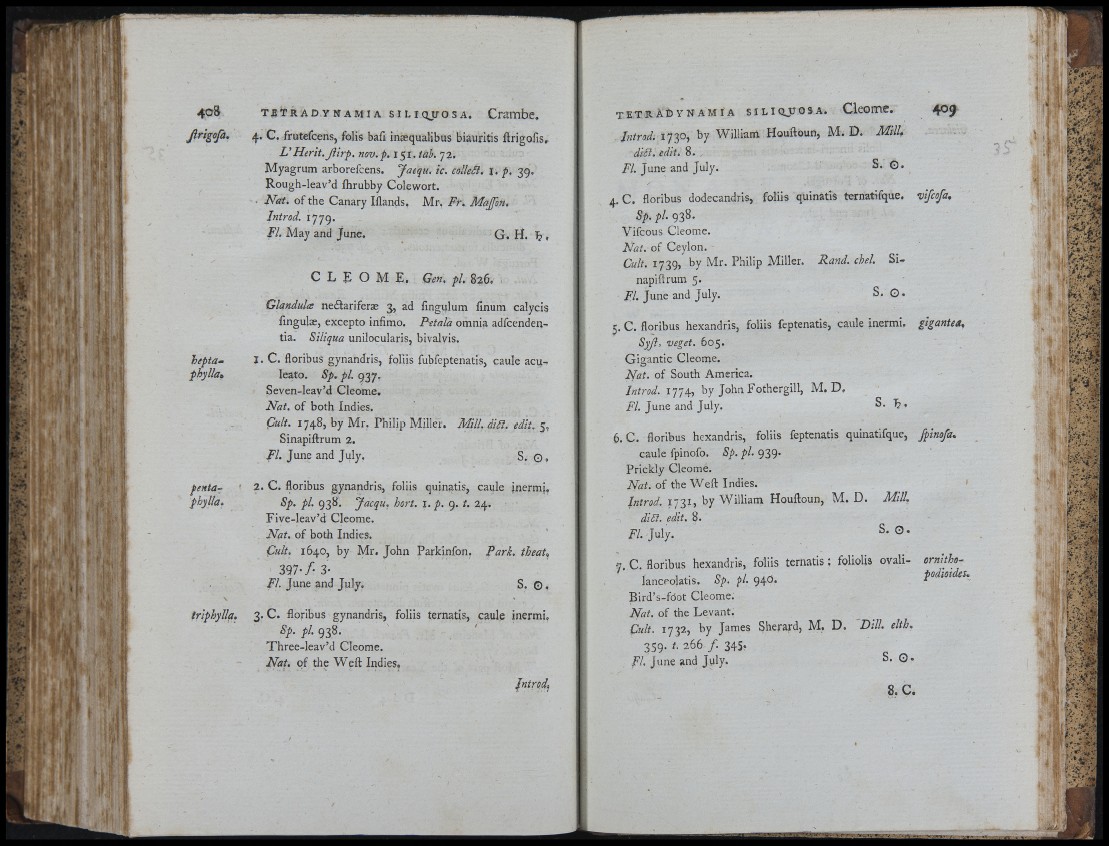 408 TETRADYNAMIA SILIQUOSA. Crambe.
ſtrigoſa. 4. C. fruteſcens, folis baſi inæqualibus biauritis ſtrigoſis.
L'Herit. ſtirp. nov. p. 151. tab. 72.
Myagrum arboreſcens. Jacqu. ic. collect. 1. p. 39.
Rough-leav'd ſhrubby Colewort.
Nat. of the Canary Iſlands. Mr. Fr. Maſſon.
Introd. 1779.
Fl. May and June. G. H. ♄.
CLEOME. Gen. pl. 826.
Glandulæ nectariferæ 3, ad ſingulum ſinum calycis
ſingulæ, excepto infimo. Petala omnia adſcenden-
tia. Siliqua unilocularis, bivalvis.
hepta- 1. C. floribus gynandris, foliis ſubſeptenatis, caule acu-
phylla. leato. Sp. pl. 937.
Seven-leav'd Cleome.
Nat. of both Indies.
Cult. 1748, by Mr. Philip Miller. Mill. dict. edit. 5.
Sinapiſtrum 2.
Fl. June and July. S. ☉.
penta- 2. C. floribus gynandris, foliis quinatis, caule inermi.
phylla. Sp. pl. 938. Jacqu. hort. 1. p. 9. t. 24.
Five-leav'd Cleome.
Nat. of both Indies.
Cult. 1640, by Mr. John Parkinſon. Park. theat.
397. f. 3.
Fl. June and July. S. ☉.
triphylla. 3. C. floribus gynandris, foliis ternatis, caule inermi.
Sp. pl. 938.
Three-leav'd Cleome.
Nat. of the Weſt Indies.
Introd.
TETRADYNAMIA SILIQUOSA. Cleome. 409
Introd. 1730, by William Houſtoun, M. D. Mill.
dict. edit. 8.
Fl. June and July. S. ☉.
35
4. C. floribus dodecandris, foliis quinatis ternatiſque. viſcoſa.
Sp. pl. 938.
Viſcous Cleome.
Nat. of Ceylon.
Cult. 1739, by Mr. Philip Miller. Rand. chel. Si-
napiſtrum 5.
Fl. June and July. S. ☉.
5. C. floribus hexandris, foliis ſeptenatis, caule inermi. gigantea.
Syſt. veget. 605.
Gigantic Cleome.
Nat. of South America.
Introd. 1774, by John Fothergill, M. D.
Fl. June and July. S. ♄.
6. C. floribus hexandris, foliis ſeptenatis quinatiſque, ſpinoſa.
caule ſpinoſo. Sp. pl. 939.
Prickly Cleome.
Nat. of the Weſt Indies.
Introd. 1731, by William Houſtoun, M. D. Mill.
dict. edit. 8.
Fl. July. S. ☉.
7. C. floribus hexandris, foliis ternatis: foliolis ovali- ornitho-
lanceolatis. Sp. pl. 940. podioides.
Bird's-foot Cleome.
Nat. of the Levant.
Cult. 1732, by James Sherard, M. D. Dill. elth.
359. t. 266 f. 345.
Fl. June and July. S. ☉.
8. C.